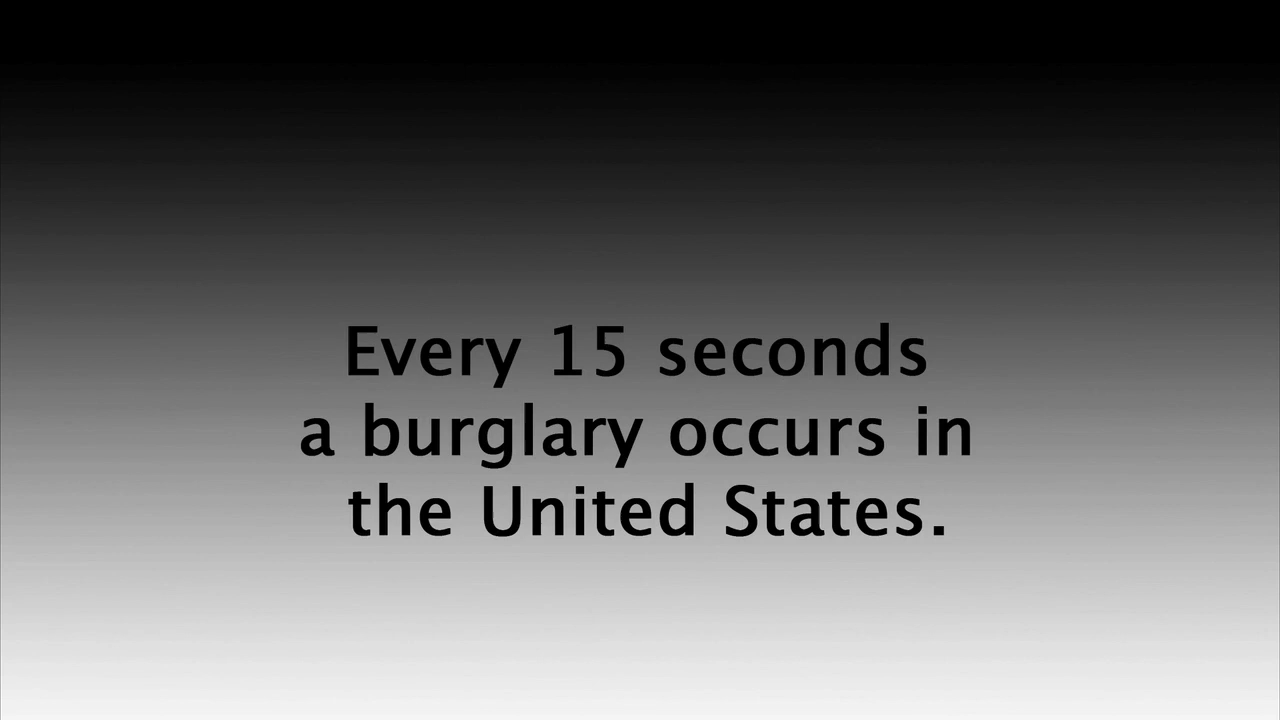 Every 15 seconds
a burglary occurs in
the United States.